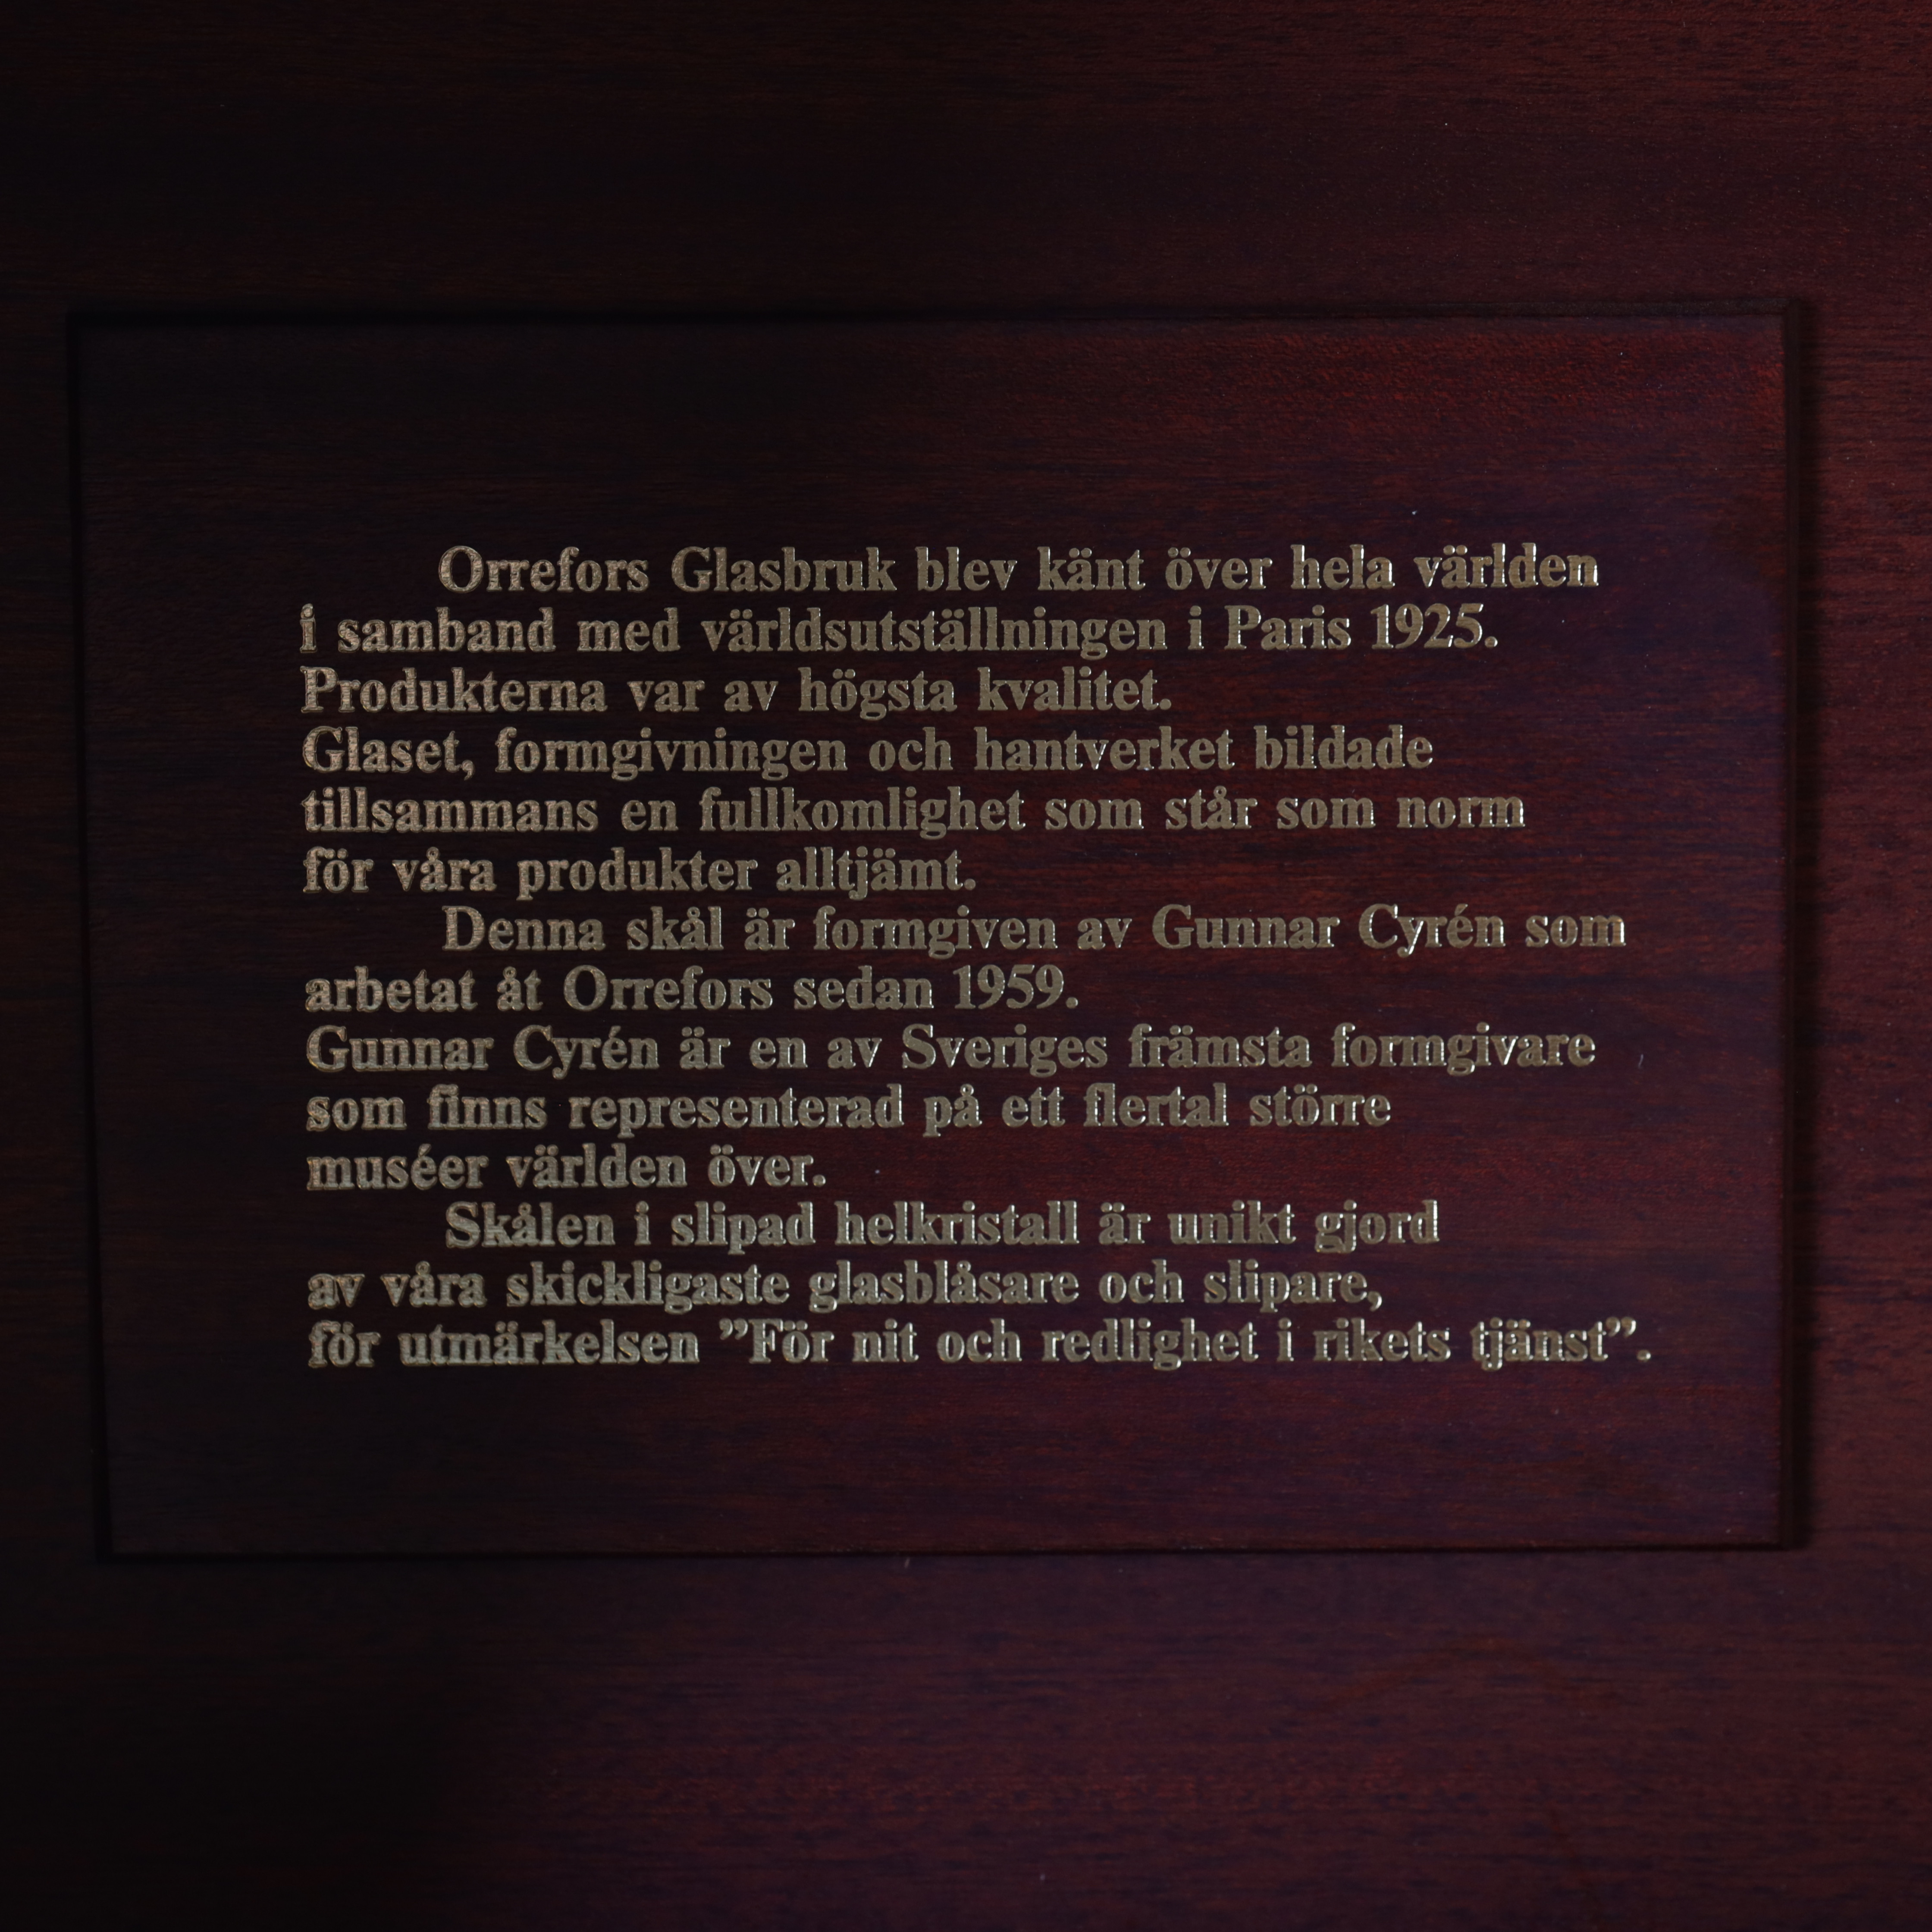 Orrefors Glasbruk blev känt över hela världen
i samband med världsutställningen i Paris 1925.
Produkterna var av högsta kvalitet.
Glaset, formgivningen och hantverket bildade
tillsammans en fullkomlighet som står som norm
för våra produkter alltjämt.
Denna skål är formgiven av Gunnar Cyrén som
arbetat åt Orrefors sedan 1959.
Gunnar Cyrén är en av Sveriges främsta formgivare
som finns representerad på ett flertal större
muséer världen över.
Skålen i slipad helkristall är unikt gjord
av våra skickligaste glasblåsare och slipare,
för utmärkelsen ”För nit och redlighet i rikets tjänst”.